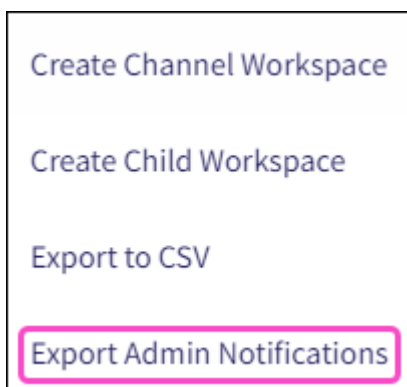 Create Channel Workspace
Create Child Workspace
Export to CSV
Export Admin Notifications